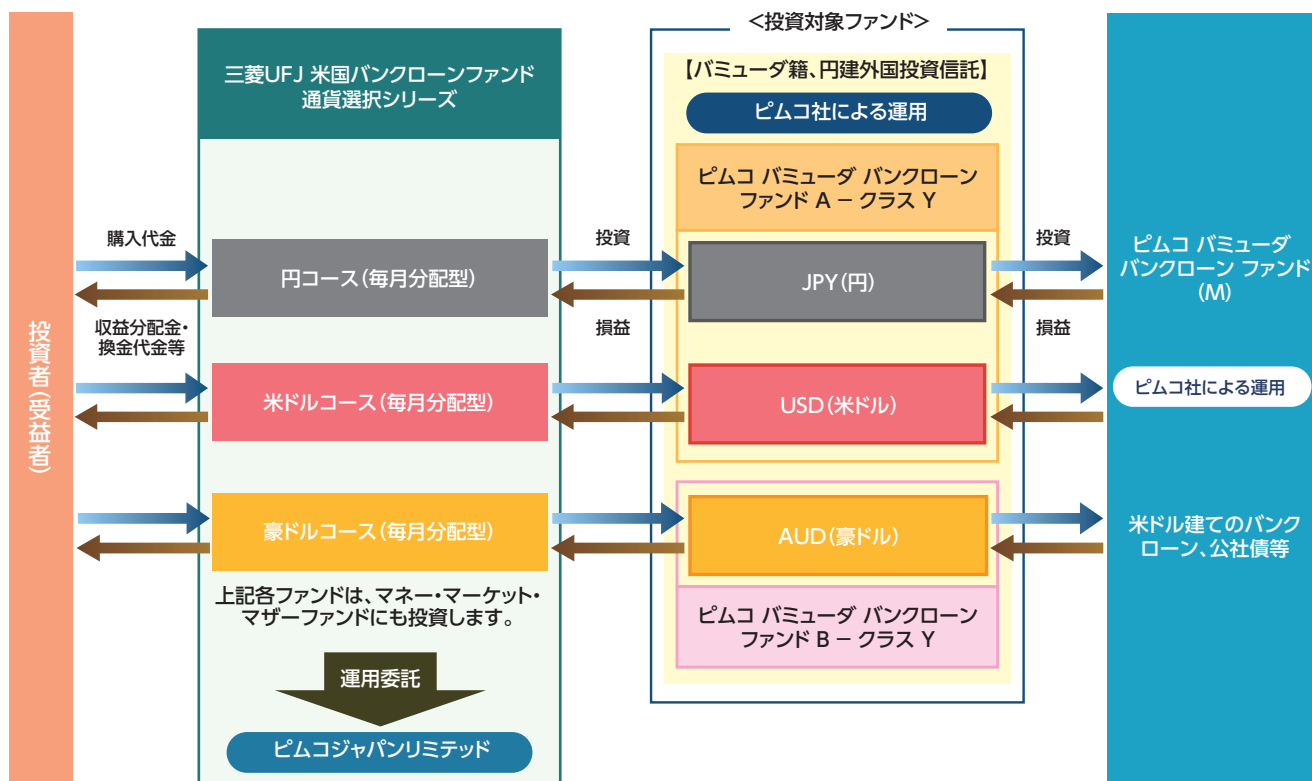 投資者(受益者)
購入代金
収益分配金・
換金代金等
三菱UFJ 米国バンクローンファンド
通貨選択シリーズ
円コース(毎月分配型)
米ドルコース(毎月分配型)
豪ドルコース(毎月分配型)
上記各ファンドは、マネー・マーケット・
マザーファンドにも投資します。
運用委託
ピムコジャパンリミテッド
投資
損益
<投資対象ファンド>
【バミューダ籍、円建外国投資信託】
ピムコ社による運用
ピムコ バミューダ バンクローン
ファンド A － クラス Y
JPY(円)
USD(米ドル)
AUD(豪ドル)
ピムコ バミューダ バンクローン
ファンド B － クラス Y
投資
損益
ピムコ バミューダ
バンクローン ファンド
(M)
ピムコ社による運用
米ドル建てのバンク
ローン、公社債等